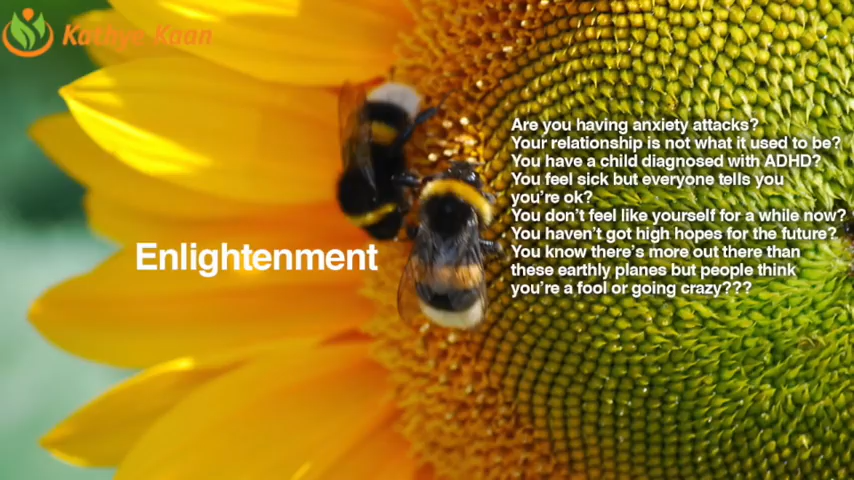 Kathye Kaan
Are you having anxiety attacks?
Your relationship is not what it used to be?
You have a child diagnosed with ADHD?
You feel sick but everyone tells you
you're ok?
You don't feel like yourself for a while now?
You haven't got high hopes for the future?
You know there's more out there than
these earthly planes but people think
you're a fool or going crazy???
Enlightenment